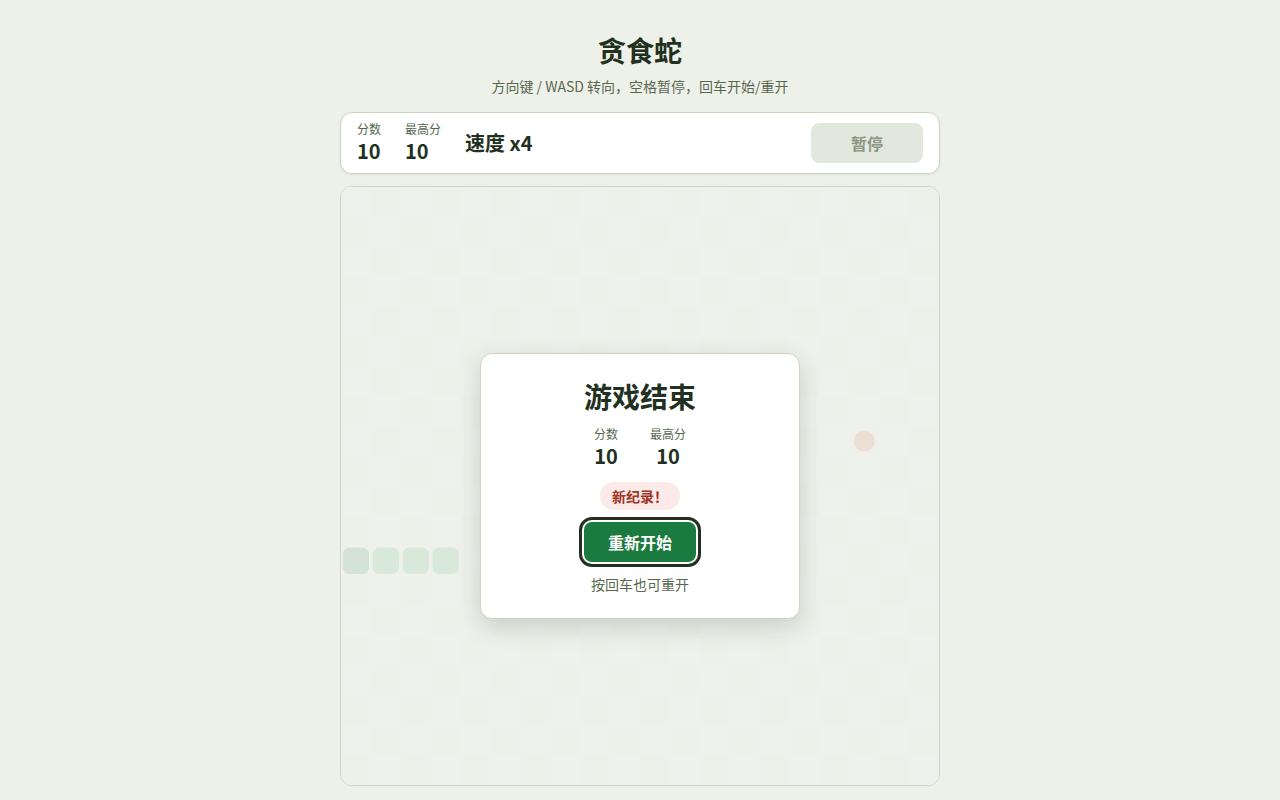 贪食蛇
方向键 / WASD 转向，空格暂停，回车开始/重开
分数 最高分
10 10 速度 x4 暂停
游戏结束
分数 最高分
10 10
新纪录！
重新开始
按回车也可重开